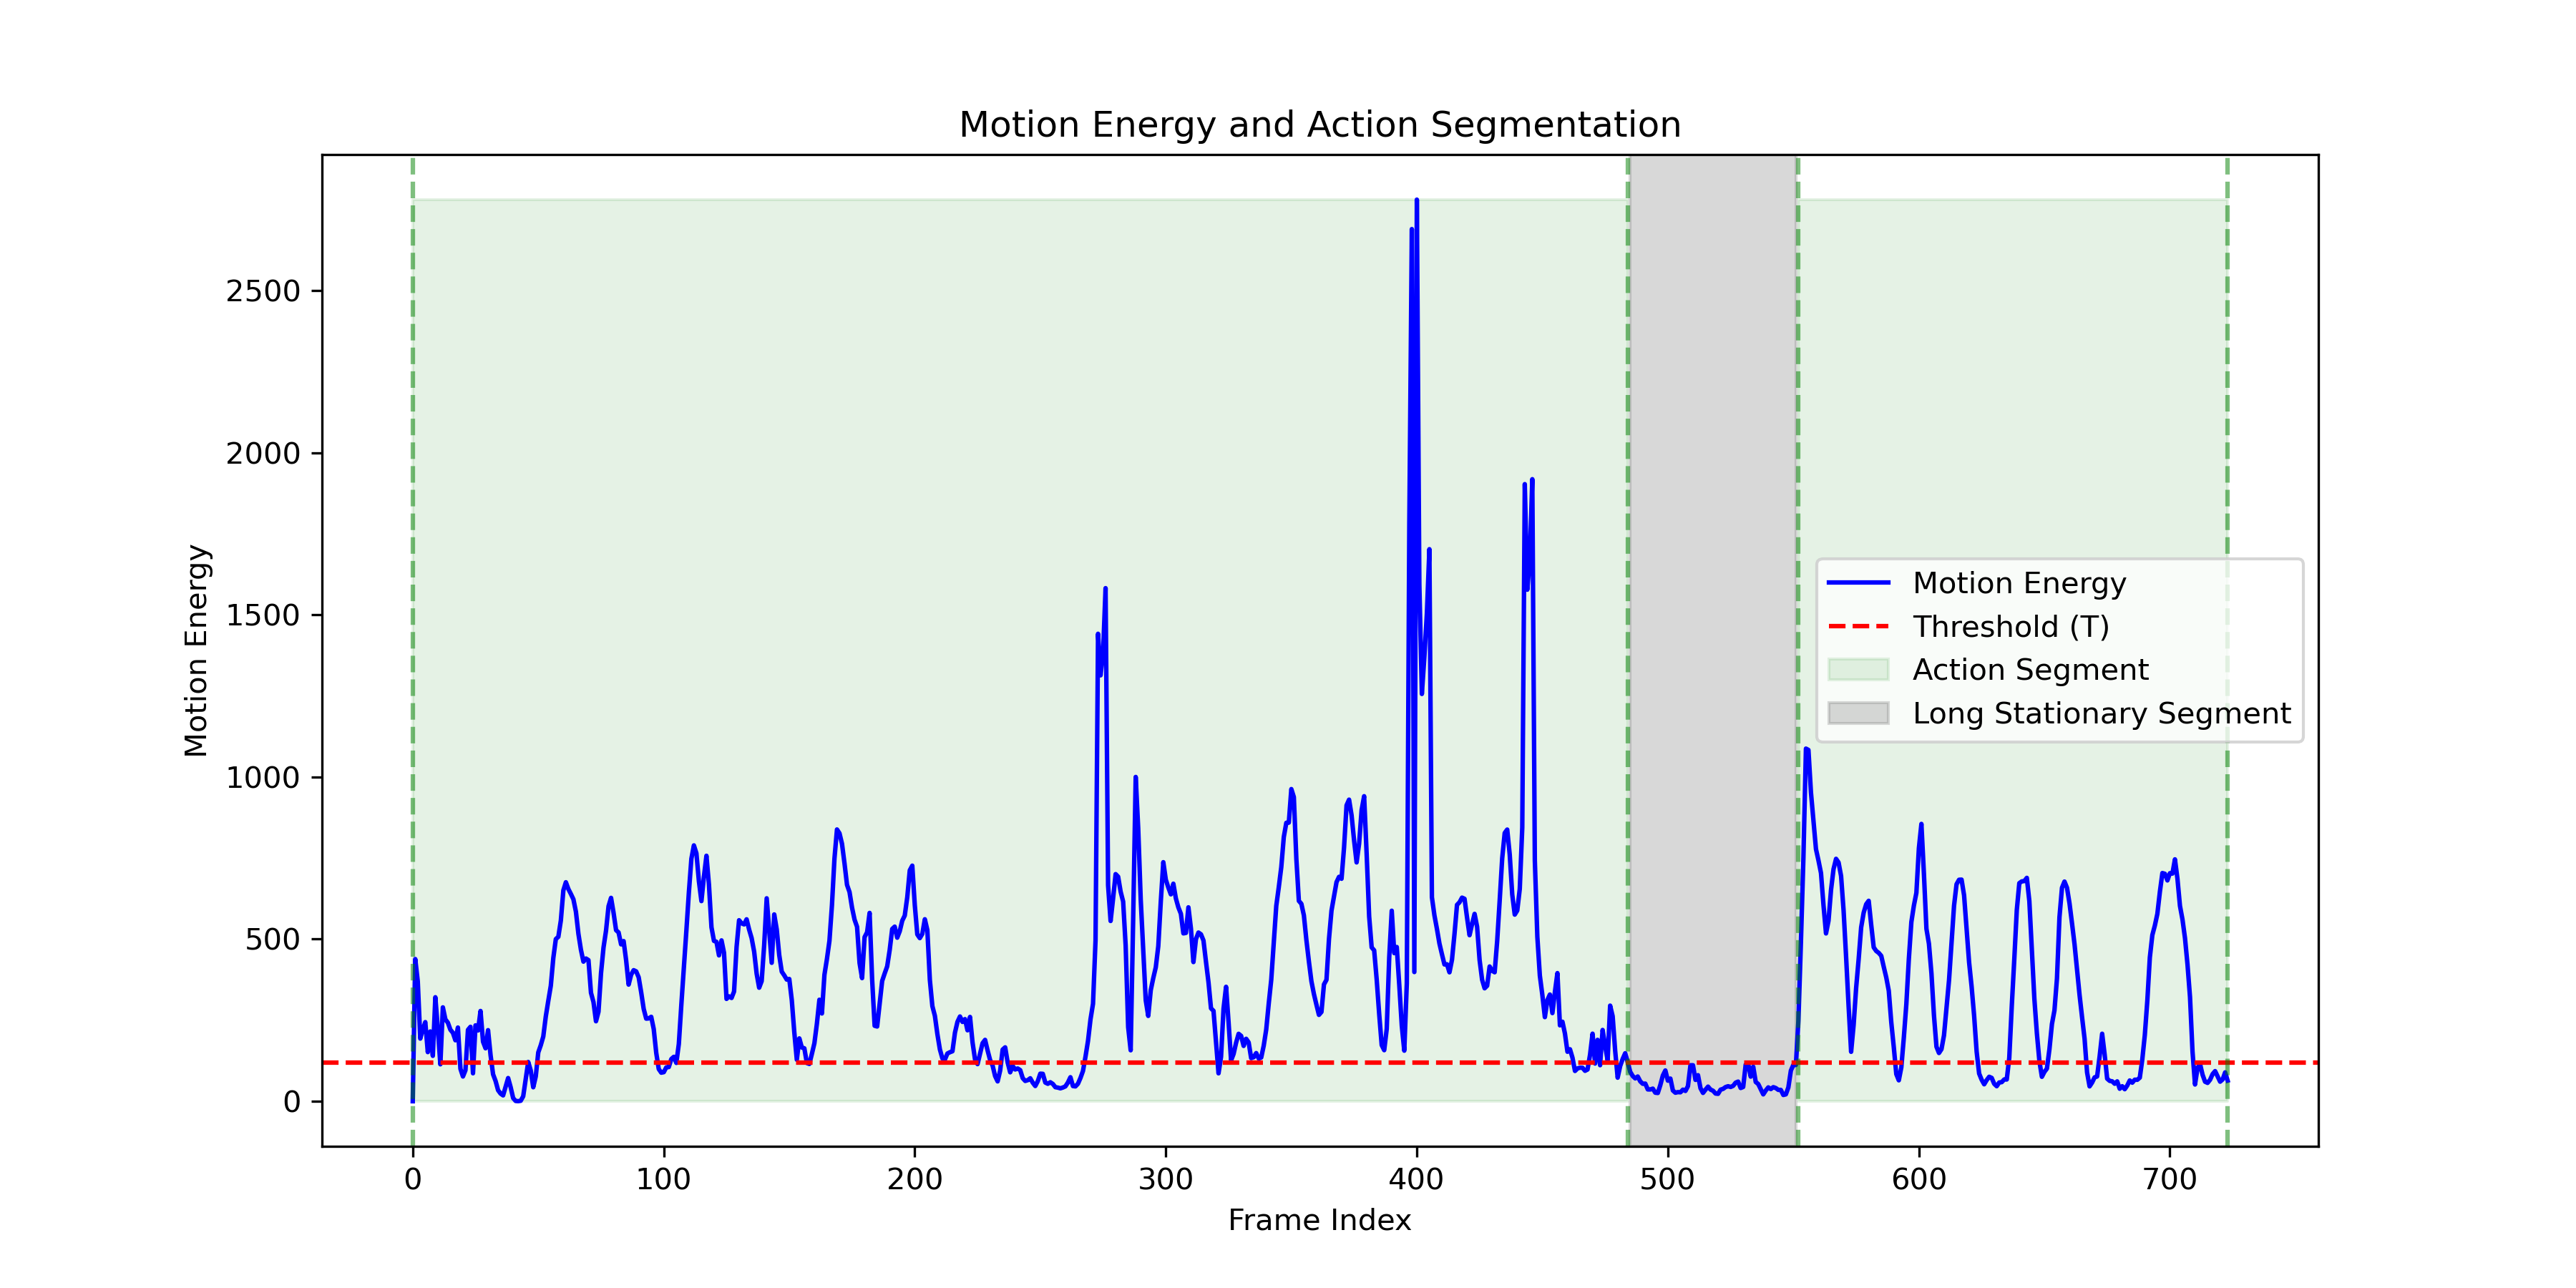 Motion Energy and Action Segmentation
Motion Energy
2500
2000
1500
1000
500
0
Motion Energy
Threshold (T)
Action Segment
Long Stationary Segment
0 100 200 300 400 500 600 700
Frame Index